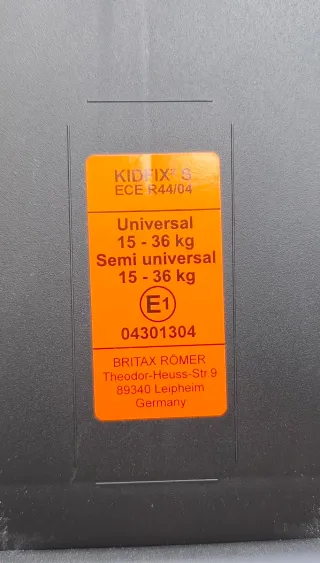 KIDFIX² S
ECE R44/04
Universal
15 - 36 kg
Semi universal
15 - 36 kg
E1
04301304
BRITAX RÖMER
Theodor-Heuss-Str.9
89340 Leipheim
Germany